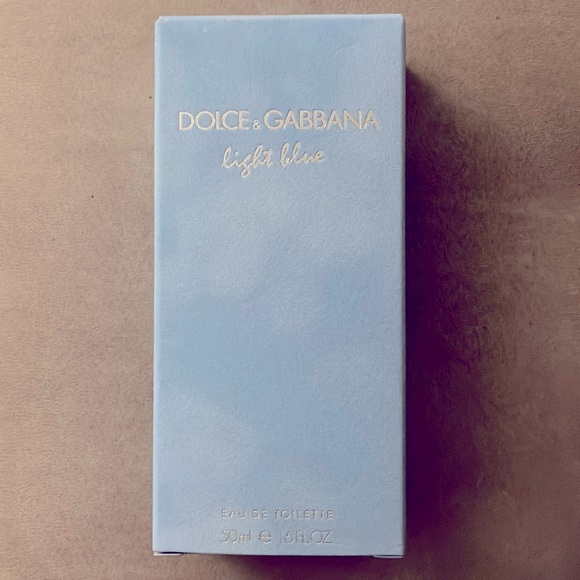 DOLCE & GABBANA
light blue
EAU DE TOILETTE
50ml e 1.6 FL.OZ